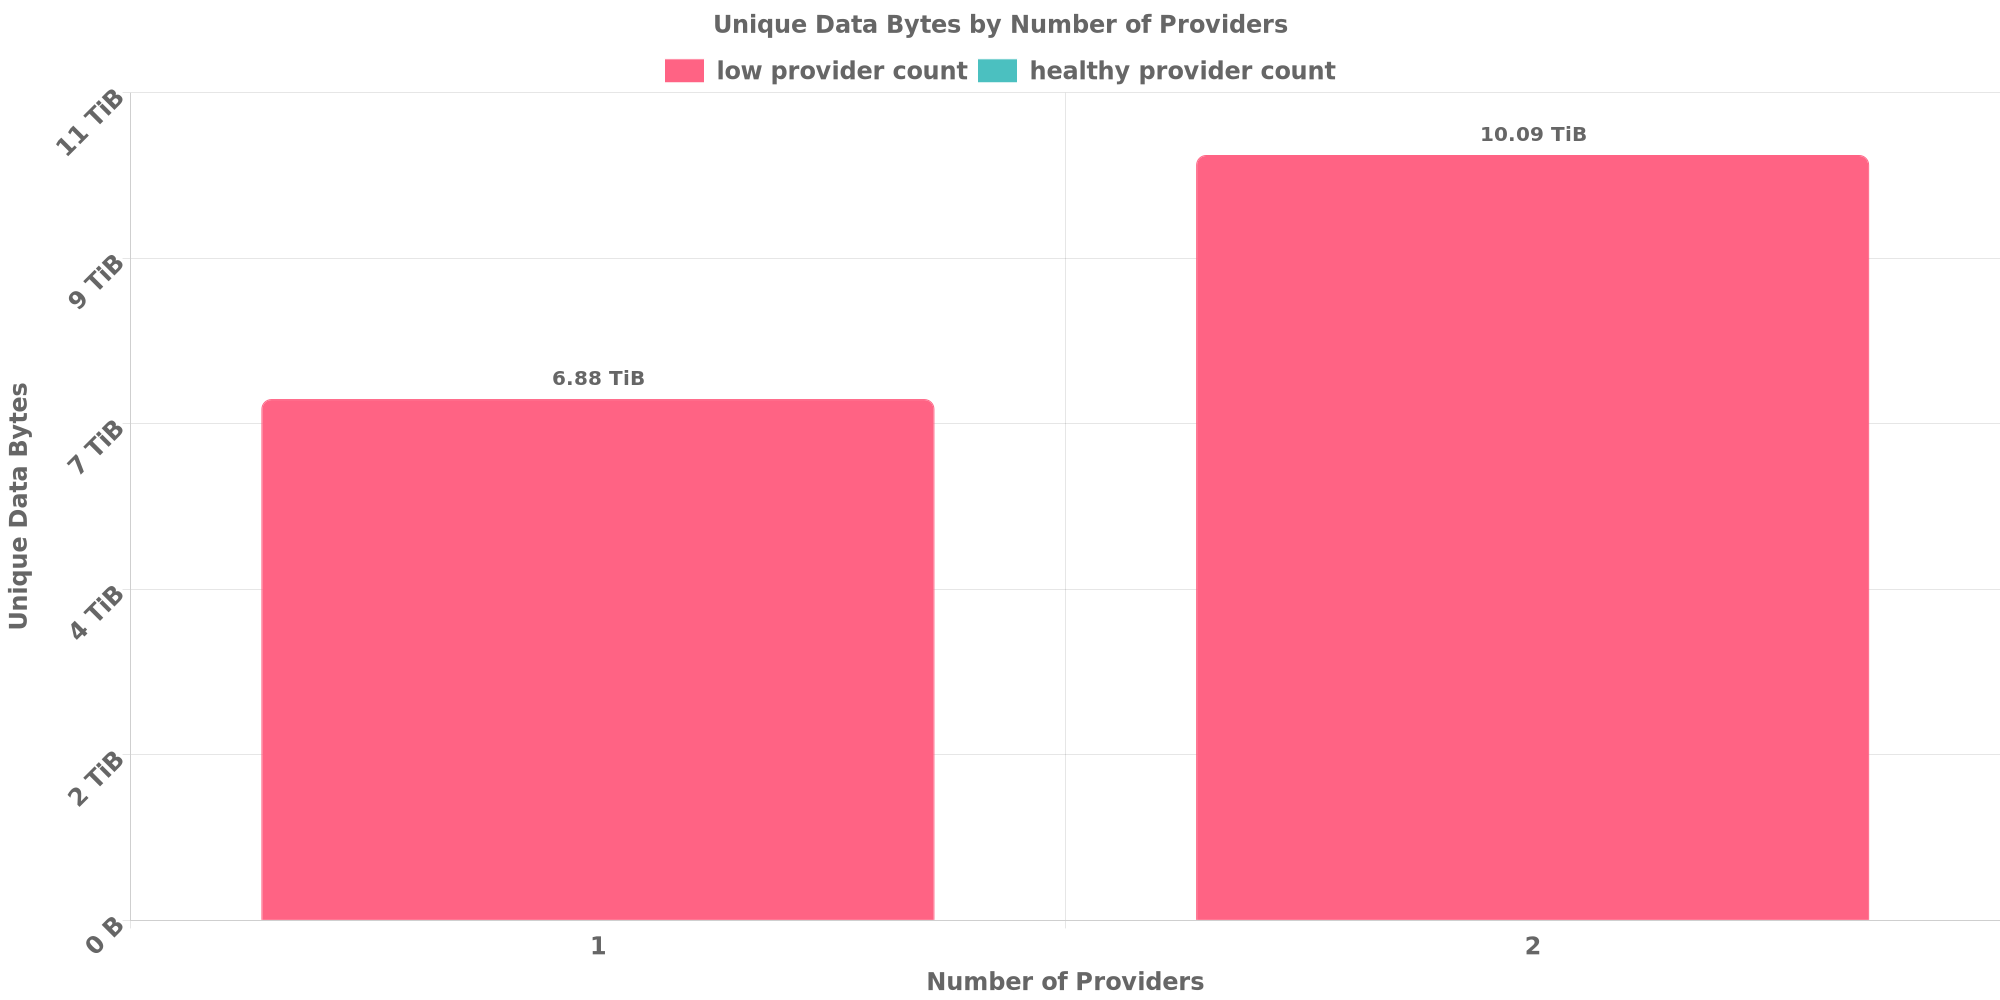 Unique Data Bytes by Number of Providers
low provider count
healthy provider count
Unique Data Bytes
11 TiB
9 TiB
7 TiB
4 TiB
2 TiB
0 B
6.88 TiB
10.09 TiB
1
2
Number of Providers